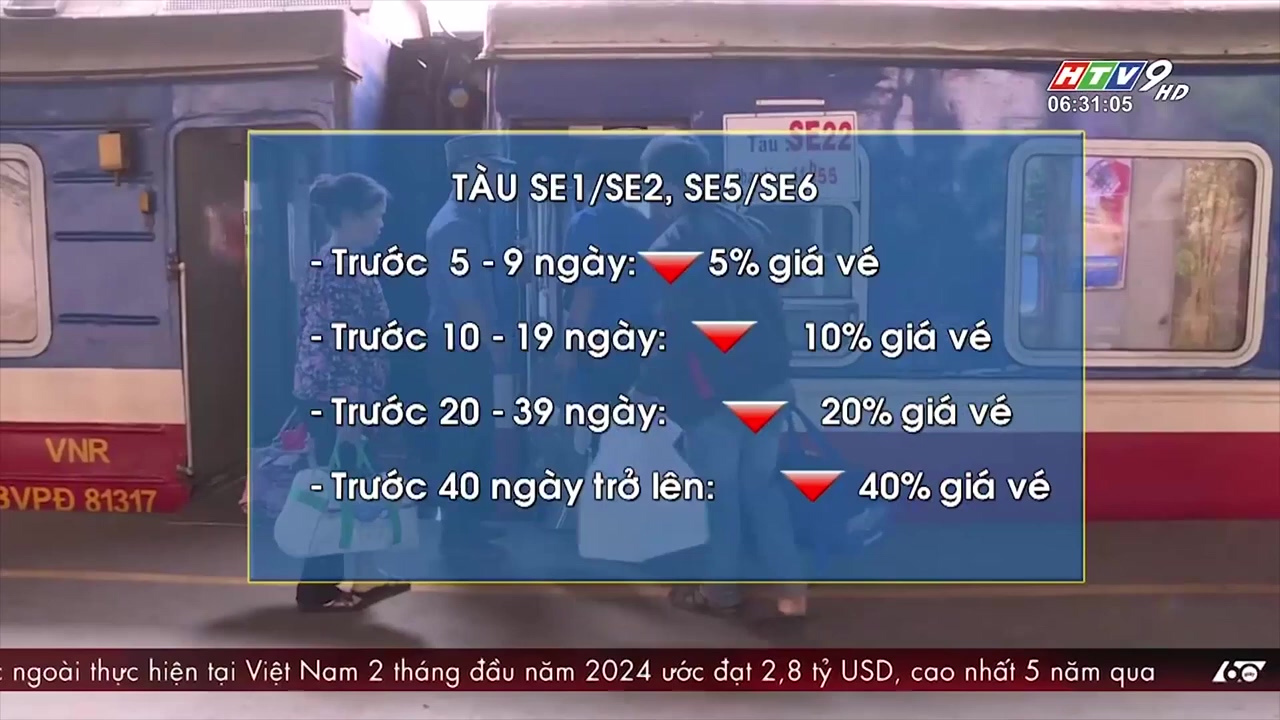 HTV9 HD
06:31:05
Tàu : SE22
TÀU SE1/SE2, SE5/SE6
- Trước 5 - 9 ngày: 5% giá vé
- Trước 10 - 19 ngày: 10% giá vé
- Trước 20 - 39 ngày: 20% giá vé
- Trước 40 ngày trở lên: 40% giá vé
VNR
BVPĐ 81317
ngoài thực hiện tại Việt Nam 2 tháng đầu năm 2024 ước đạt 2,8 tỷ USD, cao nhất 5 năm qua
60